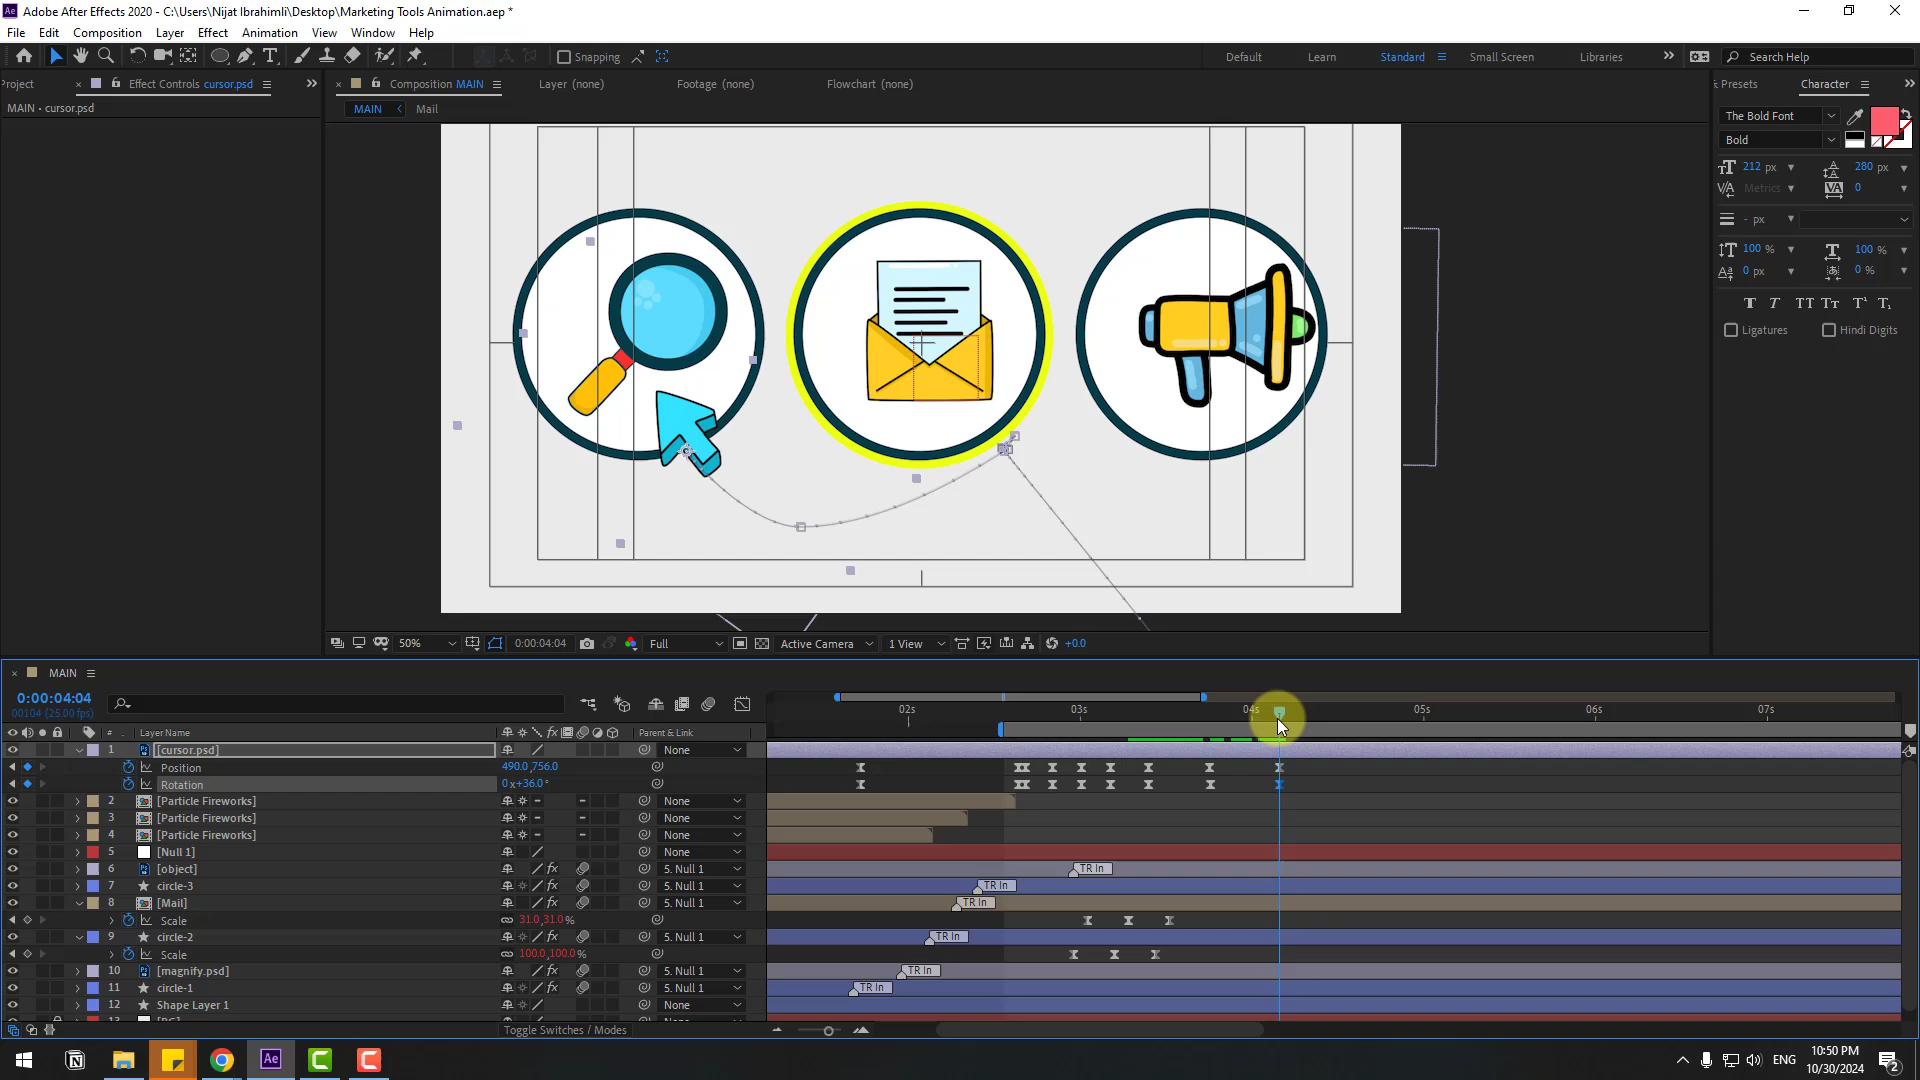 Adobe After Effects 2020 - C:\Users\Nijat Ibrahimli\Desktop\Marketing Tools Animation.aep *
File Edit Composition Layer Effect Animation View Window Help
Snapping Default Learn Standard Small Screen Libraries Search Help
Project Effect Controls cursor.psd Composition MAIN Layer (none) Footage (none) Flowchart (none) Presets Character
MAIN • cursor.psd MAIN Mail
The Bold Font
Bold
212 px 280 px
Metrics 0
- px
100 % 100 %
0 px 0 %
Ligatures Hindi Digits
50% 0:00:04:04 Full Active Camera 1 View +0.0
MAIN
0:00:04:04
00104 (25.00 fps) 02s 03s 04s 05s 06s 07s
# Layer Name Parent & Link
1 [cursor.psd] None
Position 490.0,756.0
Rotation 0x+36.0°
2 [Particle Fireworks] None
3 [Particle Fireworks] None
4 [Particle Fireworks] None
5 [Null 1] None
6 [object] 5. Null 1 TR In
7 circle-3 5. Null 1 TR In
8 [Mail] 5. Null 1 TR In
Scale 31.0,31.0%
9 circle-2 5. Null 1 TR In
Scale 100.0,100.0%
10 [magnify.psd] 5. Null 1 TR In
11 circle-1 5. Null 1 TR In
12 Shape Layer 1 None
Toggle Switches / Modes
ENG 10:50 PM
10/30/2024 2